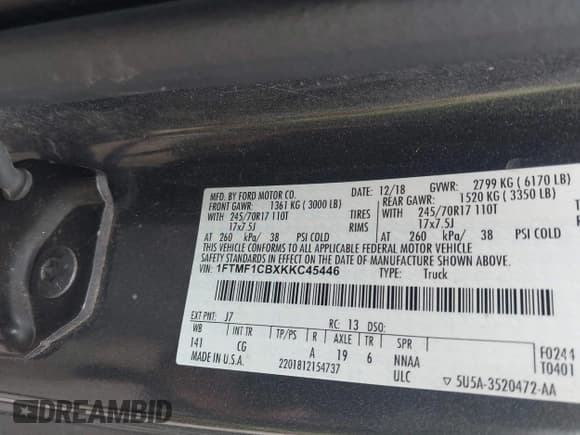 MFD. BY FORD MOTOR CO. 12/18 GVWR: 2799 KG ( 6170 LB)
FRONT GAWR: 1361 KG ( 3000 LB) REAR GAWR: 1520 KG ( 3350 LB)
WITH 245/70R17 110T TIRES WITH 245/70R17 110T
17x7.5J RIMS 17x7.5J
AT 260 kPa/ 38 PSI COLD AT 260 kPa/ 38 PSI COLD
THIS VEHICLE CONFORMS TO ALL APPLICABLE FEDERAL MOTOR VEHICLE
SAFETY STANDARDS IN EFFECT ON THE DATE OF MANUFACTURE SHOWN ABOVE.
VIN: 1FTMF1CBXKKC45446 TYPE: Truck
EXT PNT: J7 RC: 13 DSO:
WB INT TR TP/PS R AXLE TR SPR
141 CG A 19 6 NNAA F0244
MADE IN U.S.A. 2201812154737 ULC T0401
▽ 5U5A-3520472-AA
DREAMBID